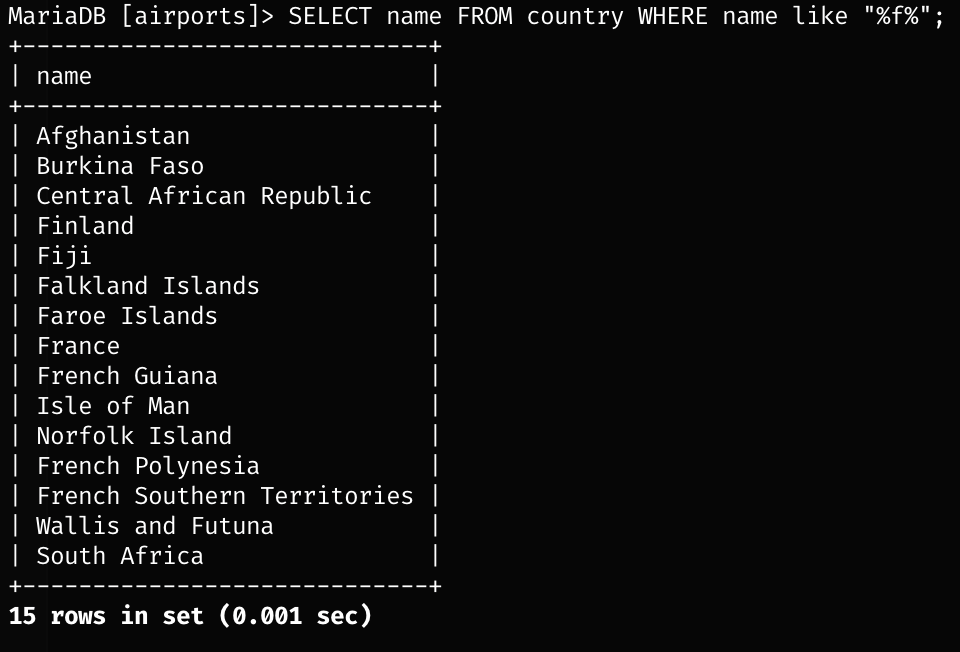 MariaDB [airports]> SELECT name FROM country WHERE name like "%f%";
+-----------------------------+
| name                        |
+-----------------------------+
| Afghanistan                 |
| Burkina Faso                |
| Central African Republic    |
| Finland                     |
| Fiji                        |
| Falkland Islands            |
| Faroe Islands               |
| France                      |
| French Guiana               |
| Isle of Man                 |
| Norfolk Island              |
| French Polynesia            |
| French Southern Territories |
| Wallis and Futuna           |
| South Africa                |
+-----------------------------+
15 rows in set (0.001 sec)